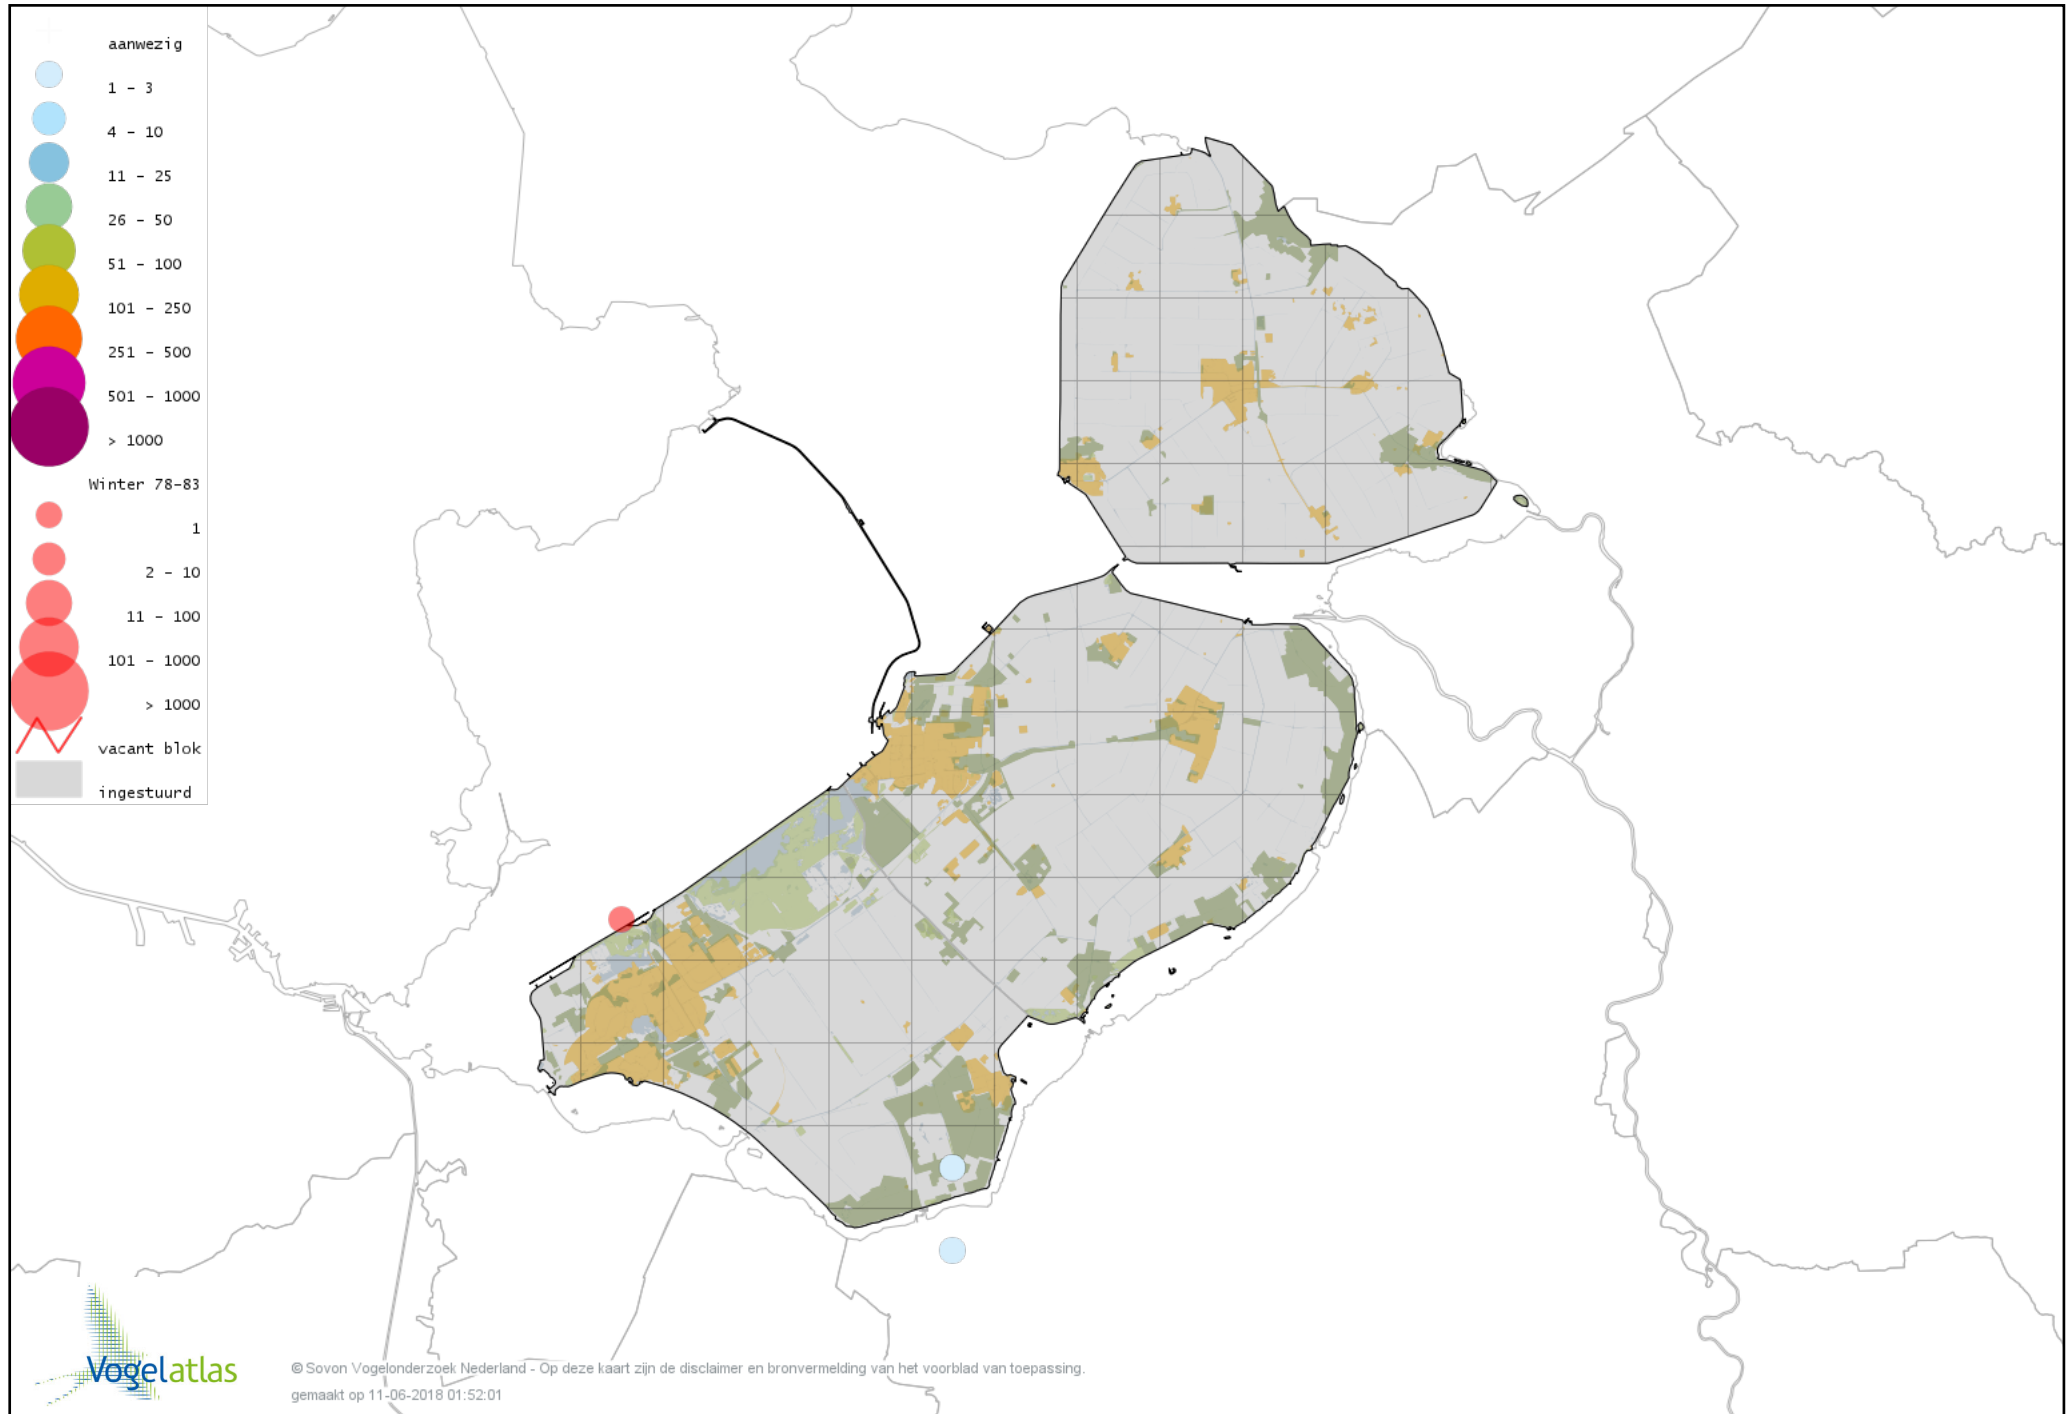 aanwezig
1 – 3
4 – 10
11 – 25
26 – 50
51 – 100
101 – 250
251 – 500
501 – 1000
> 1000
Winter 78-83
1
2 – 10
11 – 100
101 – 1000
> 1000
vacant blok
ingestuurd
Vogelatlas
© Sovon Vogelonderzoek Nederland - Op deze kaart zijn de disclaimer en bronvermelding van het voorblad van toepassing.
gemaakt op 11-06-2018 01:52:01